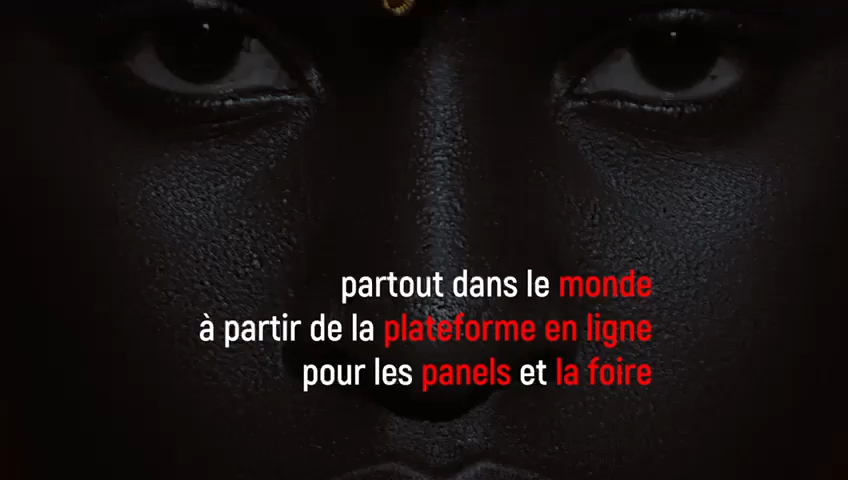 partout dans le monde
à partir de la plateforme en ligne
pour les panels et la foire